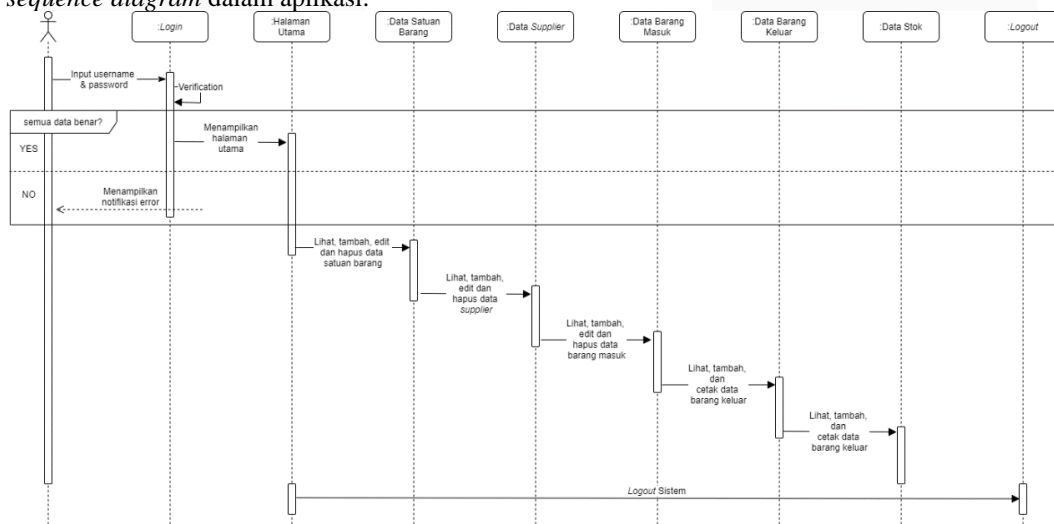 sequence diagram dalam aplikasi.
:Login
:Halaman
Utama
:Data Satuan
Barang
:Data Supplier
:Data Barang
Masuk
:Data Barang
Keluar
:Data Stok
:Logout
Input username
& password
Verification
semua data benar?
YES
Menampilkan
halaman
utama
NO
Menampilkan
notifikasi error
Lihat, tambah, edit
dan hapus data
satuan barang
Lihat, tambah,
edit dan
hapus data
supplier
Lihat, tambah,
edit dan
hapus data
barang masuk
Lihat, tambah,
dan
cetak data
barang keluar
Lihat, tambah,
dan
cetak data
barang keluar
Logout Sistem